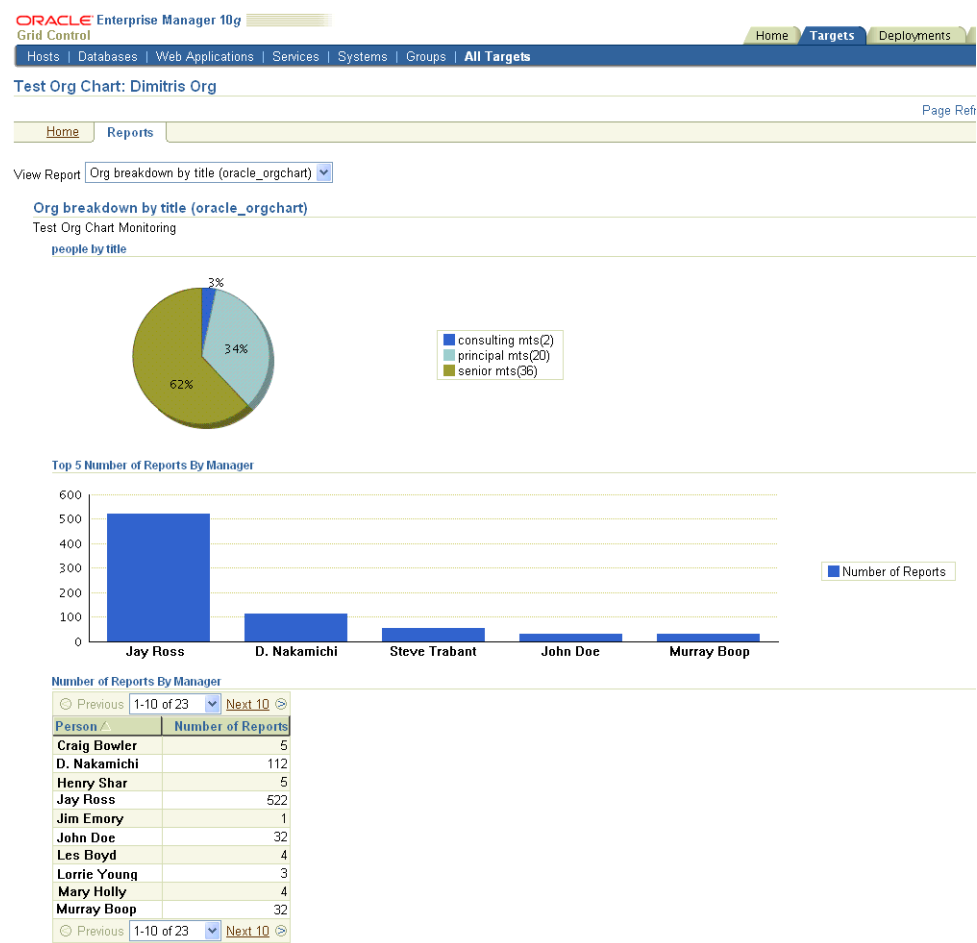 ORACLE Enterprise Manager 10g
Grid Control
Home Targets Deployments
Hosts | Databases | Web Applications | Services | Systems | Groups | All Targets
Test Org Chart: Dimitris Org
Page Refr
Home Reports
View Report Org breakdown by title (oracle_orgchart)
Org breakdown by title (oracle_orgchart)
Test Org Chart Monitoring
people by title
3%
34%
62%
consulting mts(2)
principal mts(20)
senior mts(36)
Top 5 Number of Reports By Manager
600
500
400
300
200
100
0
Jay Ross D. Nakamichi Steve Trabant John Doe Murray Boop
Number of Reports
Number of Reports By Manager
Previous 1-10 of 23 Next 10
Person Number of Reports
Craig Bowler 5
D. Nakamichi 112
Henry Shar 5
Jay Ross 522
Jim Emory 1
John Doe 32
Les Boyd 4
Lorrie Young 3
Mary Holly 4
Murray Boop 32
Previous 1-10 of 23 Next 10